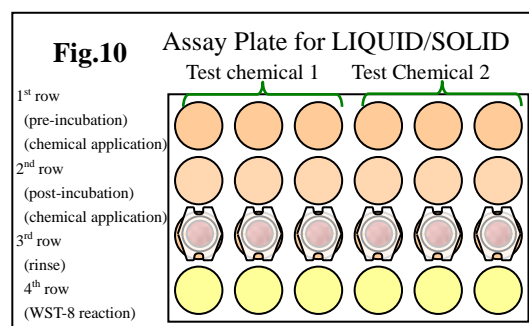 Fig.10
Assay Plate for LIQUID/SOLID
Test chemical 1 Test Chemical 2
1st row
(pre-incubation)
(chemical application)
2nd row
(post-incubation)
(chemical application)
3rd row
(rinse)
4th row
(WST-8 reaction)